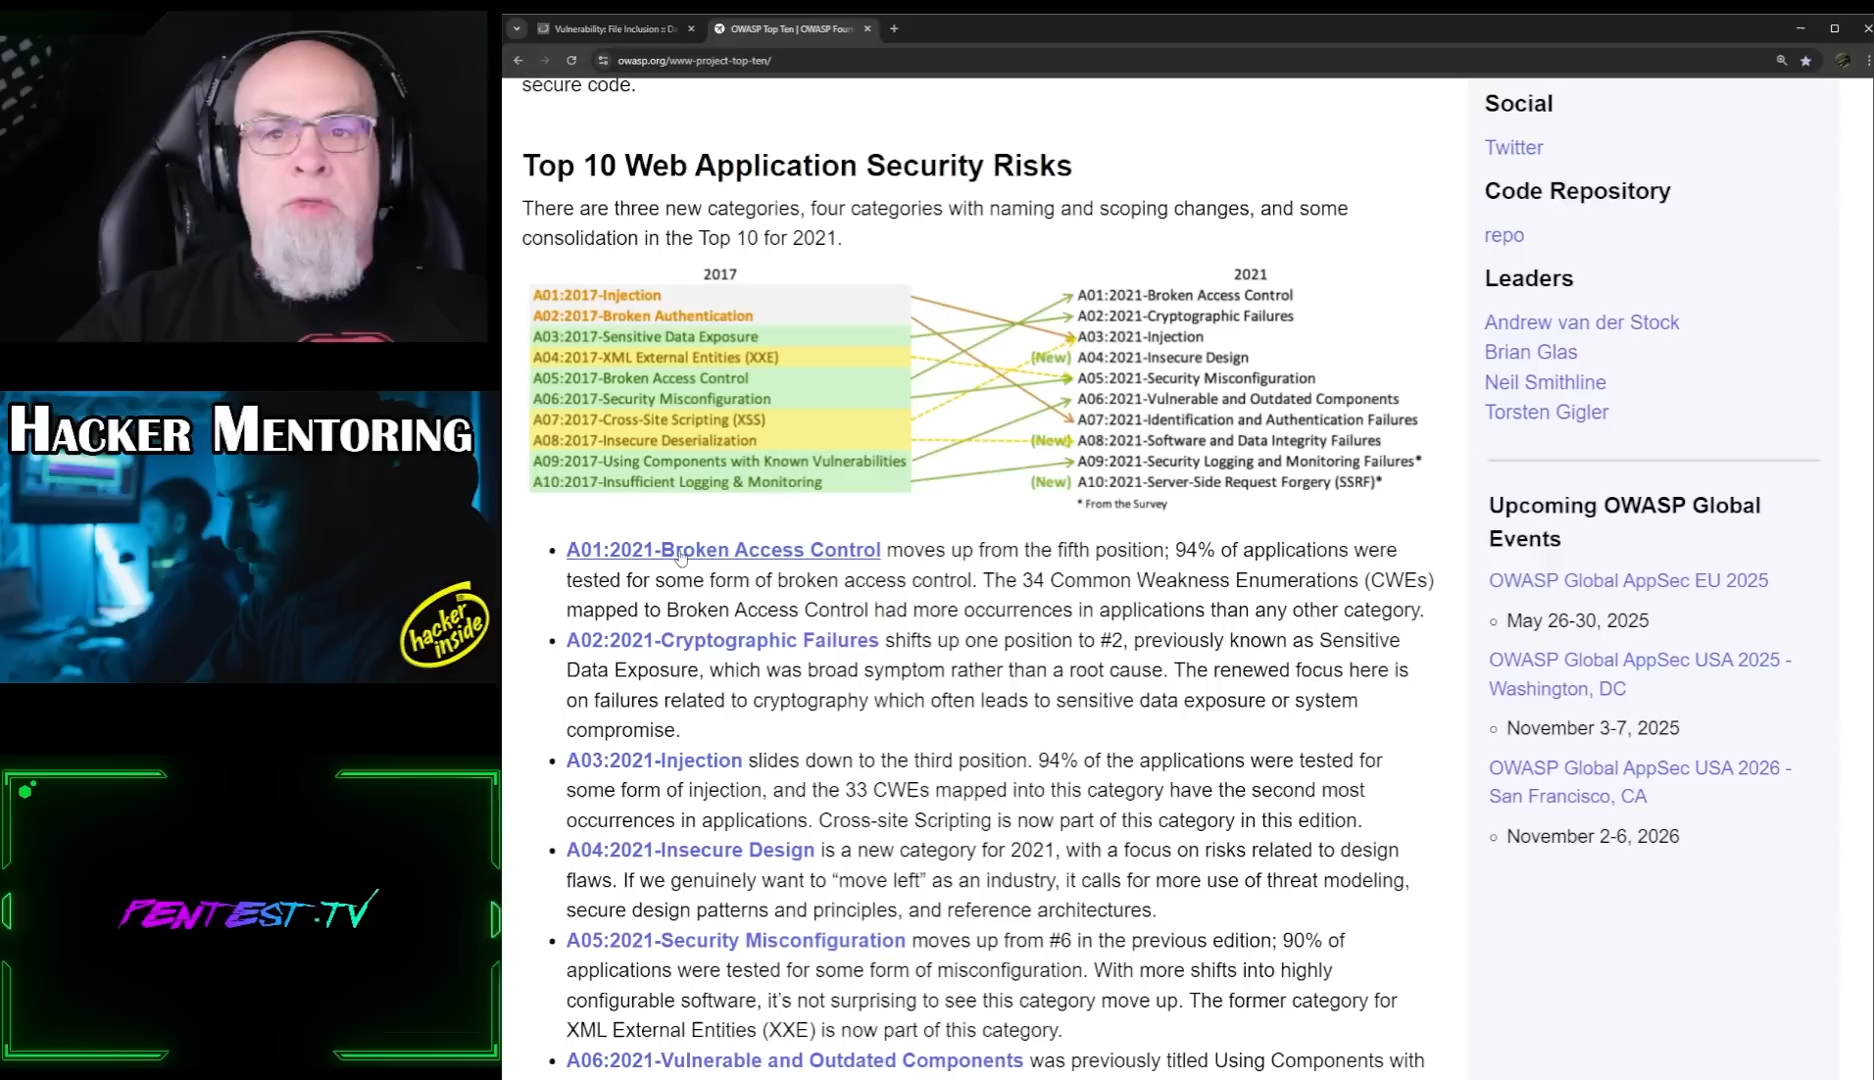 Vulnerability: File Inclusion :: D
OWASP Top Ten | OWASP Foun
owasp.org/www-project-top-ten/
secure code.
Top 10 Web Application Security Risks
There are three new categories, four categories with naming and scoping changes, and some
consolidation in the Top 10 for 2021.
2017
A01:2017-Injection
A02:2017-Broken Authentication
A03:2017-Sensitive Data Exposure
A04:2017-XML External Entities (XXE)
A05:2017-Broken Access Control
A06:2017-Security Misconfiguration
A07:2017-Cross-Site Scripting (XSS)
A08:2017-Insecure Deserialization
A09:2017-Using Components with Known Vulnerabilities
A10:2017-Insufficient Logging & Monitoring
2021
A01:2021-Broken Access Control
A02:2021-Cryptographic Failures
A03:2021-Injection
(New) A04:2021-Insecure Design
A05:2021-Security Misconfiguration
A06:2021-Vulnerable and Outdated Components
A07:2021-Identification and Authentication Failures
(New) A08:2021-Software and Data Integrity Failures
A09:2021-Security Logging and Monitoring Failures*
(New) A10:2021-Server-Side Request Forgery (SSRF)*
* From the Survey
• A01:2021-Broken Access Control moves up from the fifth position; 94% of applications were
tested for some form of broken access control. The 34 Common Weakness Enumerations (CWEs)
mapped to Broken Access Control had more occurrences in applications than any other category.
• A02:2021-Cryptographic Failures shifts up one position to #2, previously known as Sensitive
Data Exposure, which was broad symptom rather than a root cause. The renewed focus here is
on failures related to cryptography which often leads to sensitive data exposure or system
compromise.
• A03:2021-Injection slides down to the third position. 94% of the applications were tested for
some form of injection, and the 33 CWEs mapped into this category have the second most
occurrences in applications. Cross-site Scripting is now part of this category in this edition.
• A04:2021-Insecure Design is a new category for 2021, with a focus on risks related to design
flaws. If we genuinely want to “move left” as an industry, it calls for more use of threat modeling,
secure design patterns and principles, and reference architectures.
• A05:2021-Security Misconfiguration moves up from #6 in the previous edition; 90% of
applications were tested for some form of misconfiguration. With more shifts into highly
configurable software, it’s not surprising to see this category move up. The former category for
XML External Entities (XXE) is now part of this category.
• A06:2021-Vulnerable and Outdated Components was previously titled Using Components with
Social
Twitter
Code Repository
repo
Leaders
Andrew van der Stock
Brian Glas
Neil Smithline
Torsten Gigler
Upcoming OWASP Global
Events
OWASP Global AppSec EU 2025
May 26-30, 2025
OWASP Global AppSec USA 2025 -
Washington, DC
November 3-7, 2025
OWASP Global AppSec USA 2026 -
San Francisco, CA
November 2-6, 2026
HACKER MENTORING
hacker
inside
PENTEST.TV